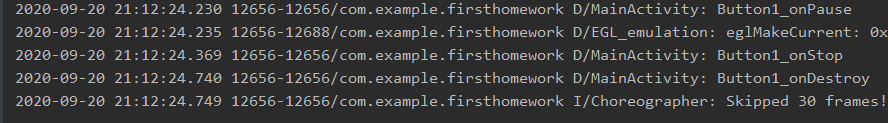 2020-09-20 21:12:24.230 12656-12656/com.example.firsthomework D/MainActivity: Button1_onPause
2020-09-20 21:12:24.235 12656-12688/com.example.firsthomework D/EGL_emulation: eglMakeCurrent: 0x
2020-09-20 21:12:24.369 12656-12656/com.example.firsthomework D/MainActivity: Button1_onStop
2020-09-20 21:12:24.740 12656-12656/com.example.firsthomework D/MainActivity: Button1_onDestroy
2020-09-20 21:12:24.749 12656-12656/com.example.firsthomework I/Choreographer: Skipped 30 frames!